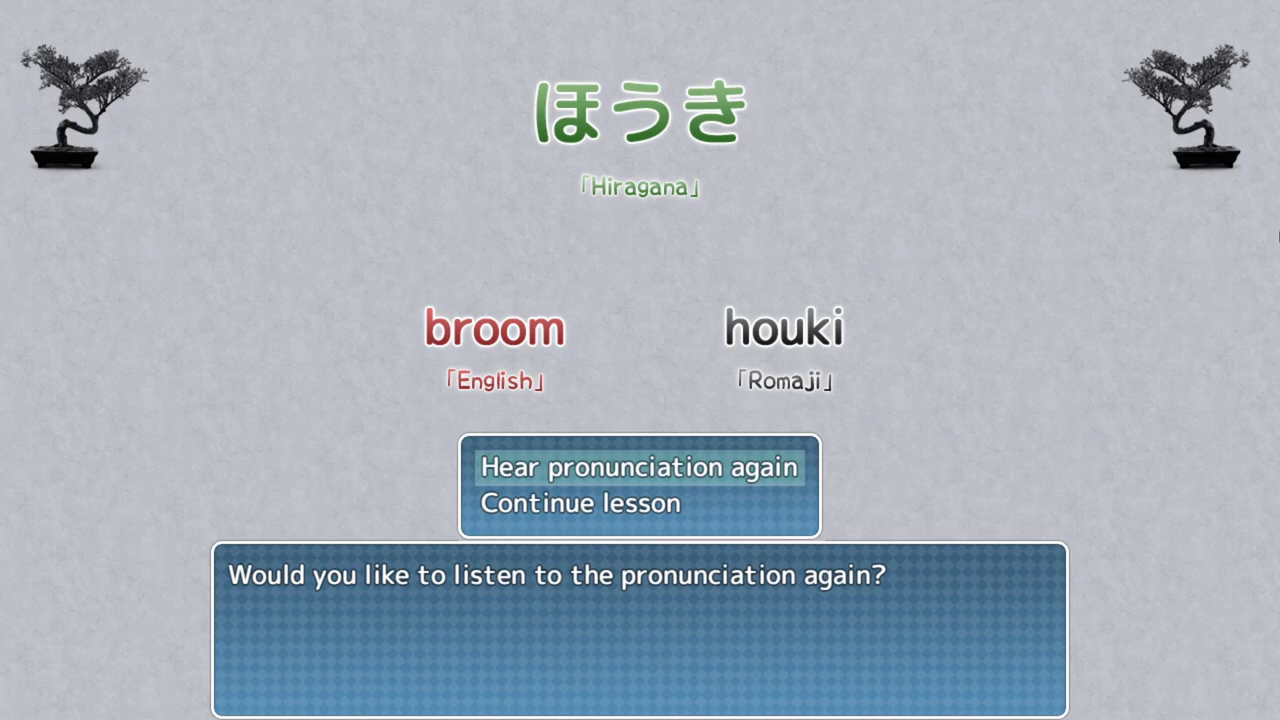 ほうき
「Hiragana」
broom houki
「English」 「Romaji」
Hear pronunciation again
Continue lesson
Would you like to listen to the pronunciation again?